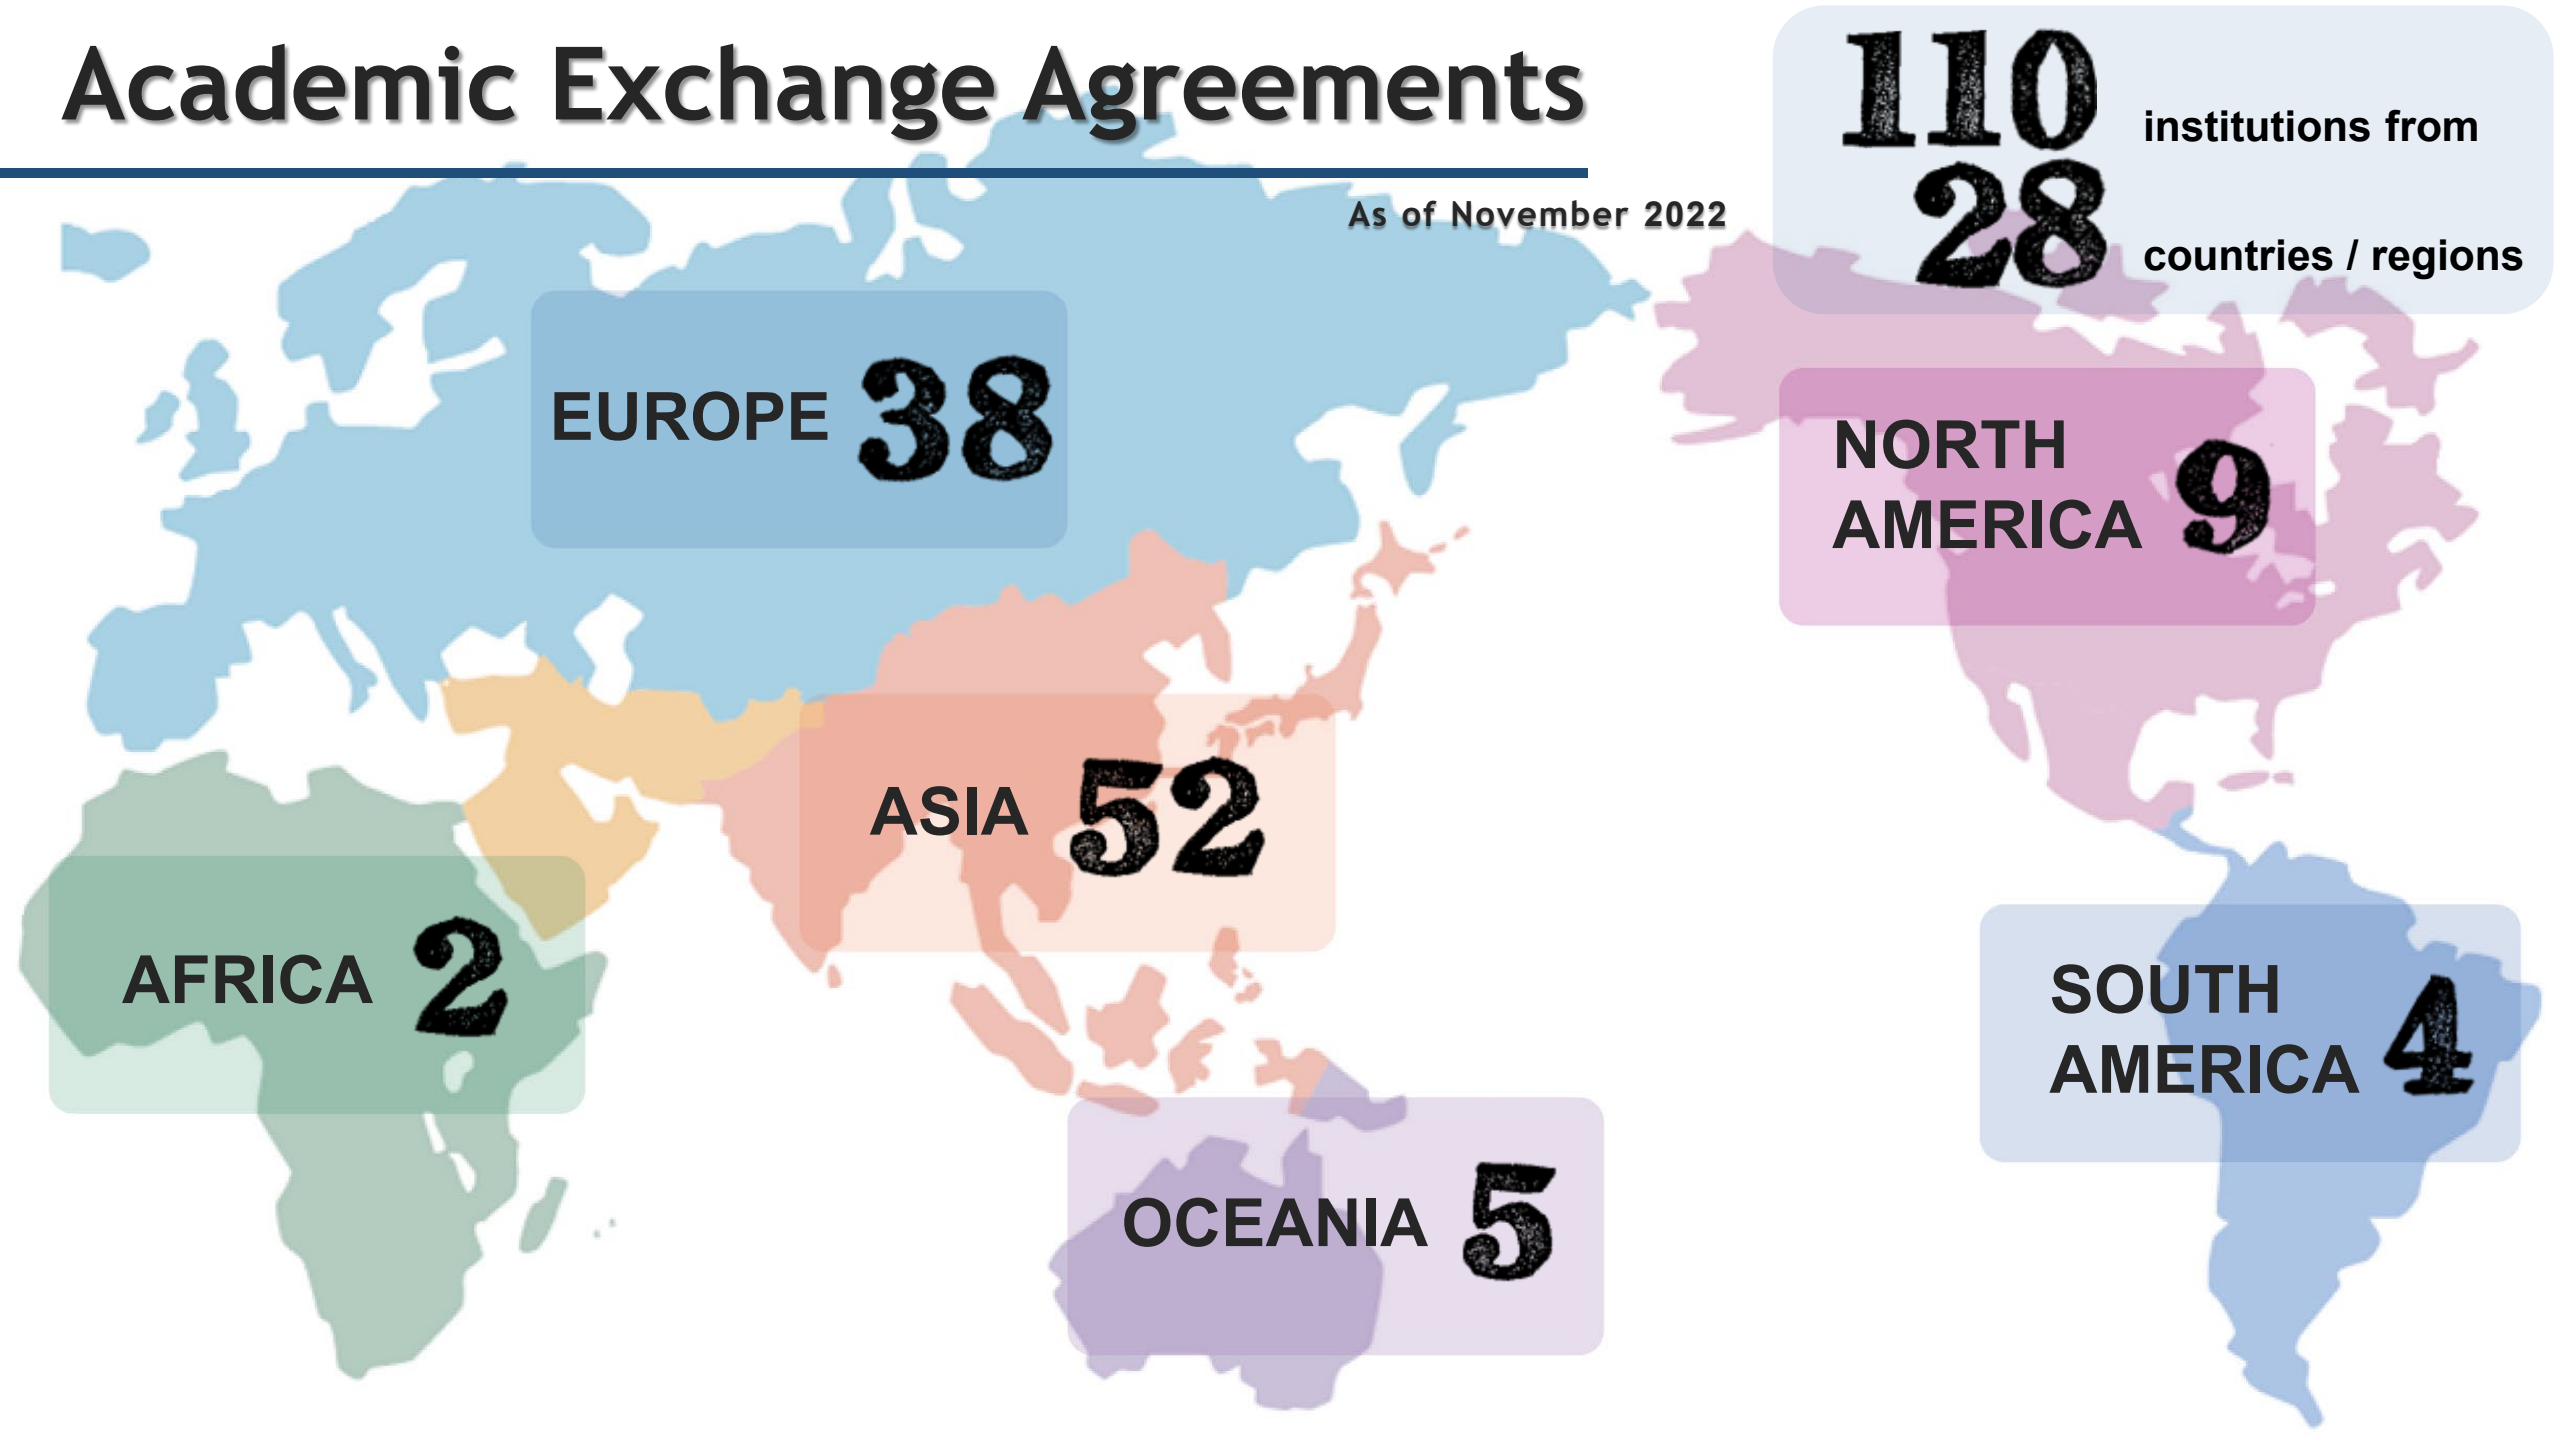 Academic Exchange Agreements
110 institutions from
28 countries / regions
As of November 2022
EUROPE 38
NORTH
AMERICA 9
ASIA 52
AFRICA 2
SOUTH
AMERICA 4
OCEANIA 5